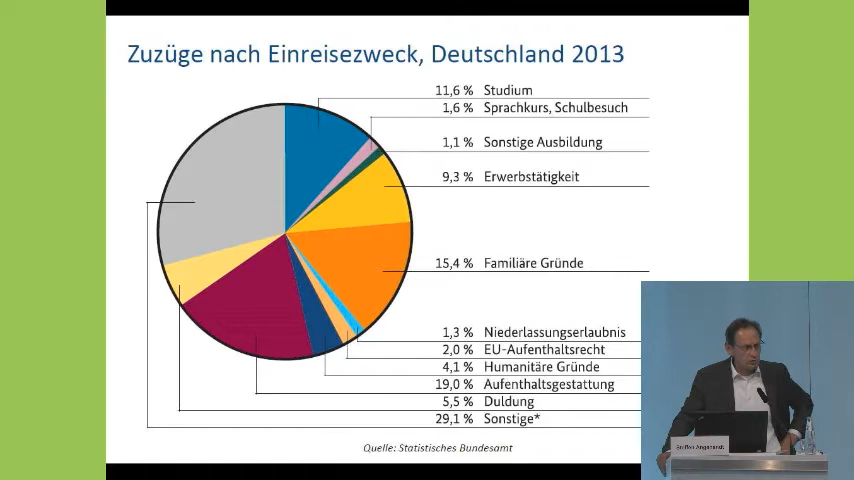 Zuzüge nach Einreisezweck, Deutschland 2013
11,6 % Studium
1,6 % Sprachkurs, Schulbesuch
1,1 % Sonstige Ausbildung
9,3 % Erwerbstätigkeit
15,4 % Familiäre Gründe
1,3 % Niederlassungserlaubnis
2,0 % EU-Aufenthaltsrecht
4,1 % Humanitäre Gründe
19,0 % Aufenthaltsgestattung
5,5 % Duldung
29,1 % Sonstige*
Quelle: Statistisches Bundesamt
Steffen Angenendt